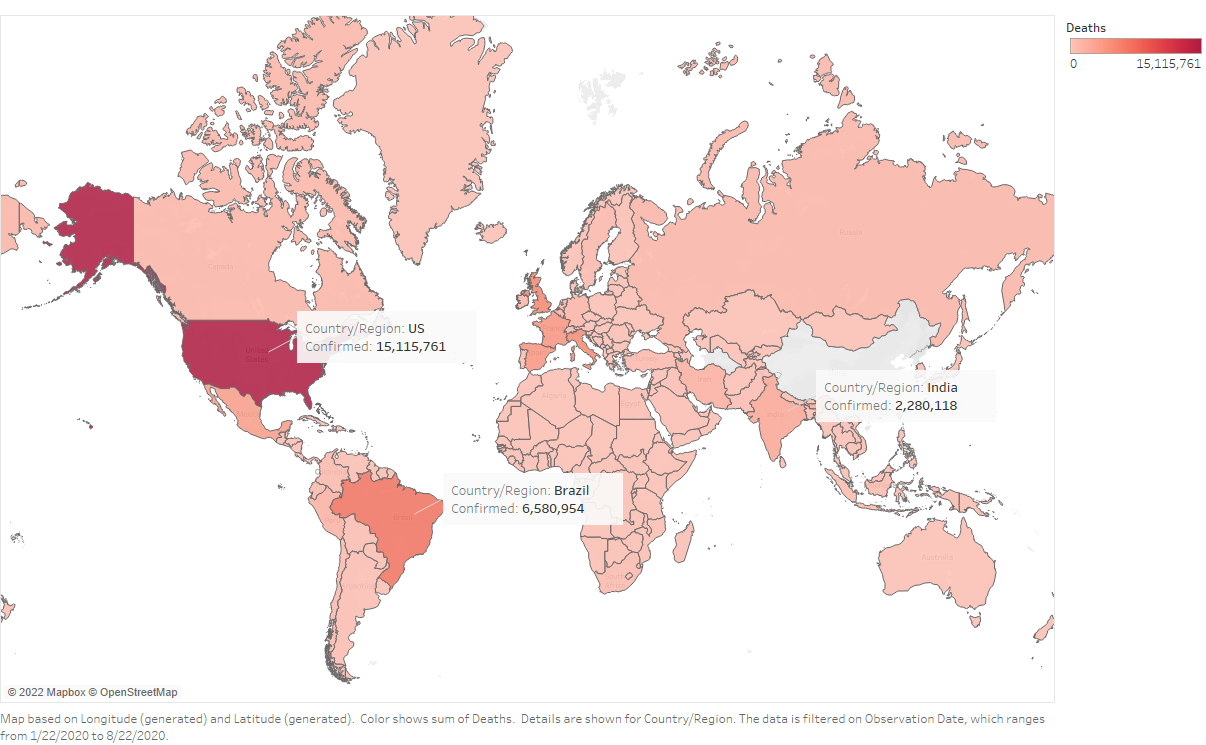 Deaths
0 15,115,761
Russia
Canada
Country/Region: US
Confirmed: 15,115,761
United
States
Country/Region: India
Confirmed: 2,280,118
Iran
Algeria
Egypt
Mexico
Country/Region: Brazil
Confirmed: 6,580,954
Brazil
Australia
© 2022 Mapbox © OpenStreetMap
Map based on Longitude (generated) and Latitude (generated).  Color shows sum of Deaths.  Details are shown for Country/Region. The data is filtered on Observation Date, which ranges
from 1/22/2020 to 8/22/2020.